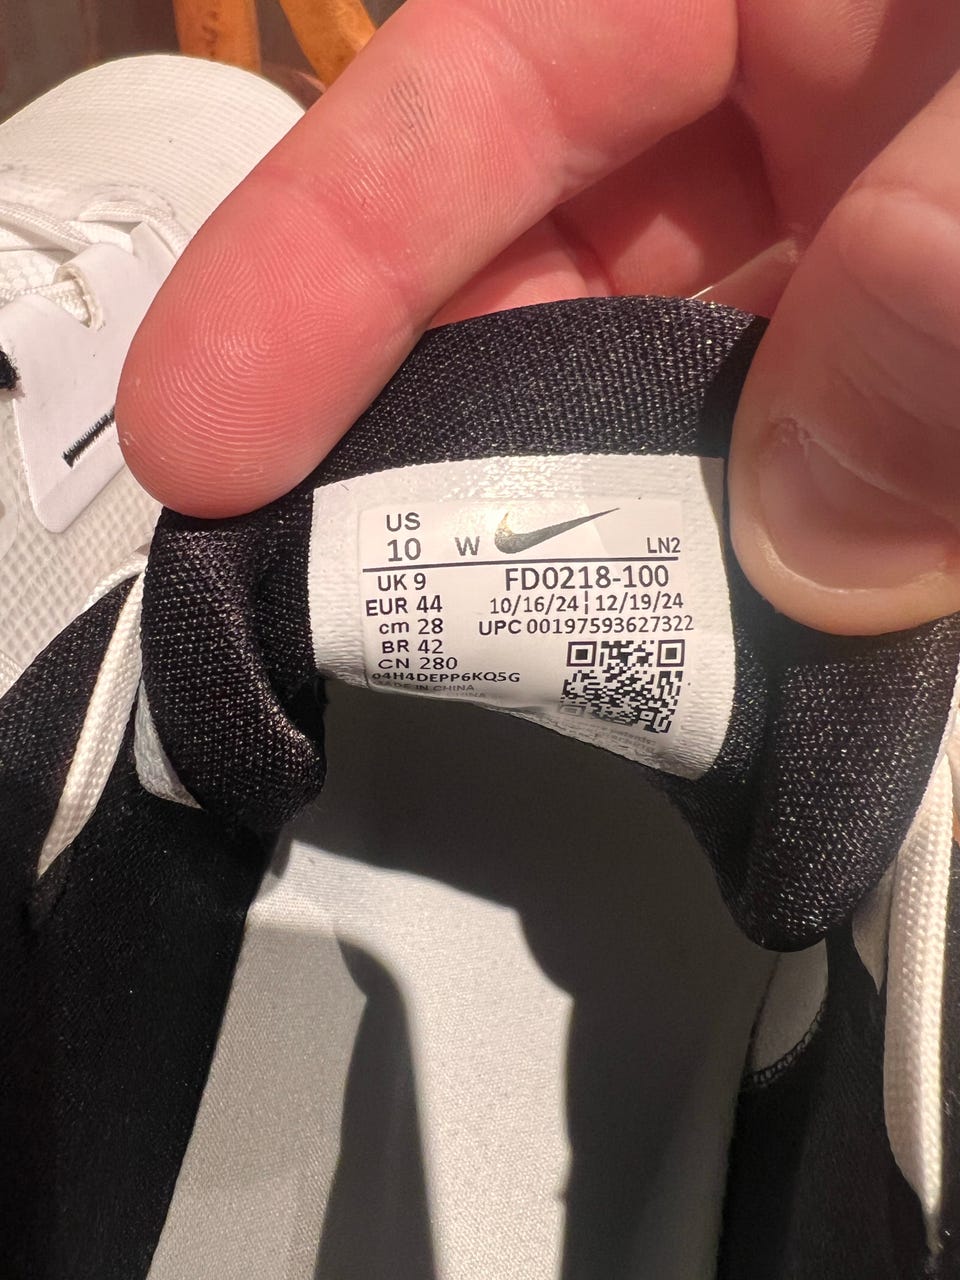 US
10 W
LN2
UK 9
FD0218-100
EUR 44
10/16/24 12/19/24
cm 28
UPC 00197593627322
BR 42
CN 280
o4H4DEPP6KQ5G
MADE IN CHINA